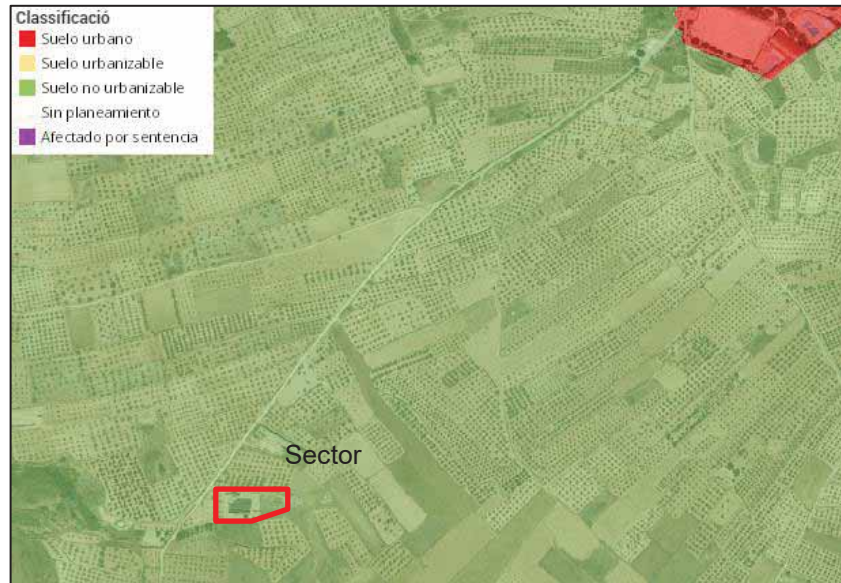 Classificació
Suelo urbano
Suelo urbanizable
Suelo no urbanizable
Sin planeamiento
Afectado por sentencia
Sector